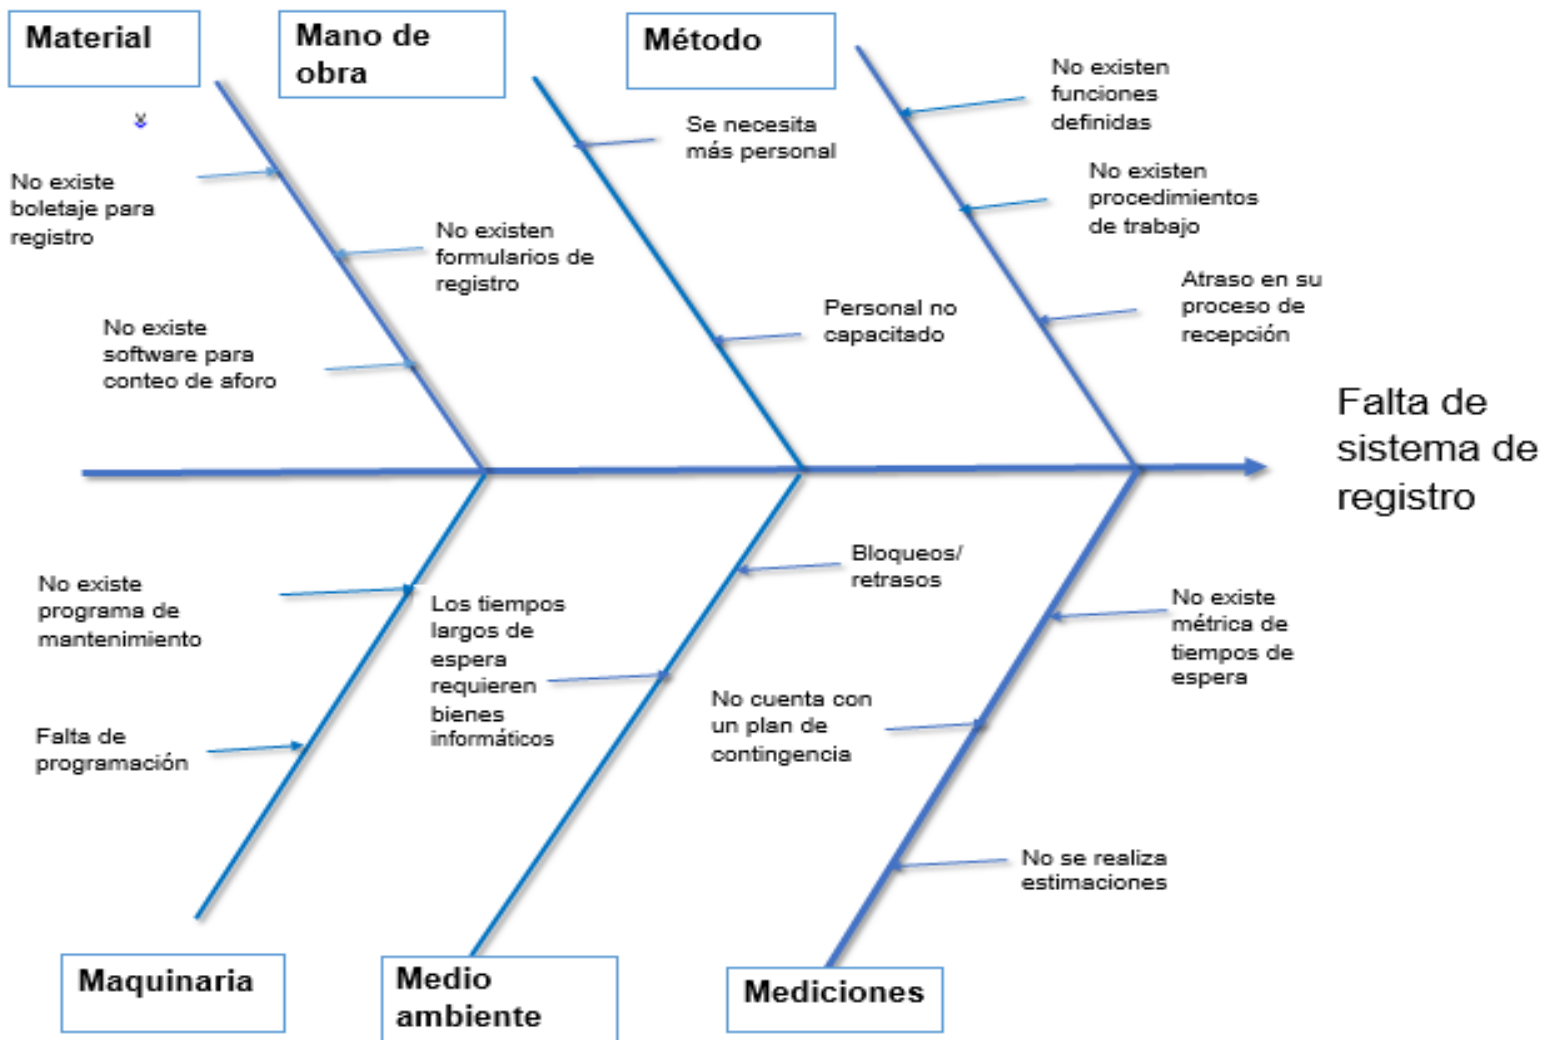 Material
Mano de
obra
Método
No existen
funciones
definidas
Se necesita
más personal
No existen
procedimientos
de trabajo
No existe
boletaje para
registro
No existen
formularios de
registro
Atraso en su
proceso de
recepción
Personal no
capacitado
No existe
software para
conteo de aforo
Falta de
sistema de
registro
Bloqueos/
retrasos
No existe
programa de
mantenimiento
Los tiempos
largos de
espera
requieren
bienes
informáticos
No existe
métrica de
tiempos de
espera
No cuenta con
un plan de
contingencia
Falta de
programación
No se realiza
estimaciones
Maquinaria
Medio
ambiente
Mediciones